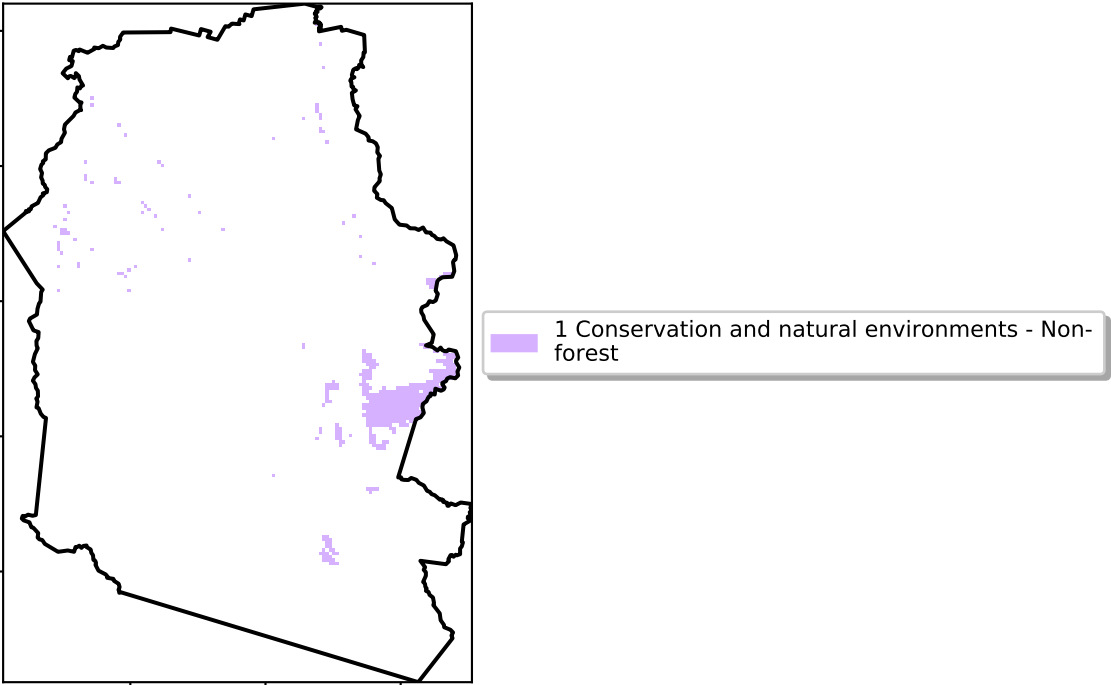 1 Conservation and natural environments - Non-
forest